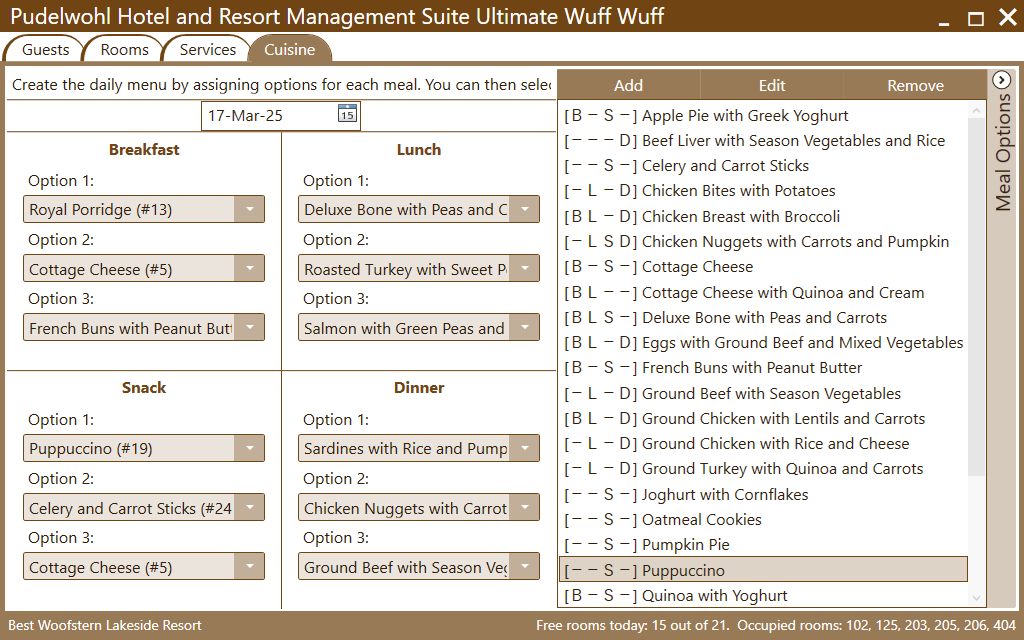 Pudelwohl Hotel and Resort Management Suite Ultimate Wuff Wuff
Guests Rooms Services Cuisine
Create the daily menu by assigning options for each meal. You can then selec
17-Mar-25 15
Breakfast
Option 1:
Royal Porridge (#13)
Option 2:
Cottage Cheese (#5)
Option 3:
French Buns with Peanut Butt
Lunch
Option 1:
Deluxe Bone with Peas and C
Option 2:
Roasted Turkey with Sweet P
Option 3:
Salmon with Green Peas and
Snack
Option 1:
Puppuccino (#19)
Option 2:
Celery and Carrot Sticks (#24
Option 3:
Cottage Cheese (#5)
Dinner
Option 1:
Sardines with Rice and Pump
Option 2:
Chicken Nuggets with Carrot
Option 3:
Ground Beef with Season Veg
Add Edit Remove
[B – S –] Apple Pie with Greek Yoghurt
[– – – D] Beef Liver with Season Vegetables and Rice
[– – S –] Celery and Carrot Sticks
[– L – D] Chicken Bites with Potatoes
[– L – D] Chicken Breast with Broccoli
[– L S D] Chicken Nuggets with Carrots and Pumpkin
[B – S –] Cottage Cheese
[B L – –] Cottage Cheese with Quinoa and Cream
[B L S –] Deluxe Bone with Peas and Carrots
[B L – D] Eggs with Ground Beef and Mixed Vegetables
[B – S –] French Buns with Peanut Butter
[– L – D] Ground Beef with Season Vegetables
[B L – D] Ground Chicken with Lentils and Carrots
[– L – D] Ground Chicken with Rice and Cheese
[– L – D] Ground Turkey with Quinoa and Carrots
[– – S –] Joghurt with Cornflakes
[– – S –] Oatmeal Cookies
[– – S –] Pumpkin Pie
[– – S –] Puppuccino
[B – S –] Quinoa with Yoghurt
Meal Options
Best Woofstern Lakeside Resort
Free rooms today: 15 out of 21. Occupied rooms: 102, 125, 203, 205, 206, 404